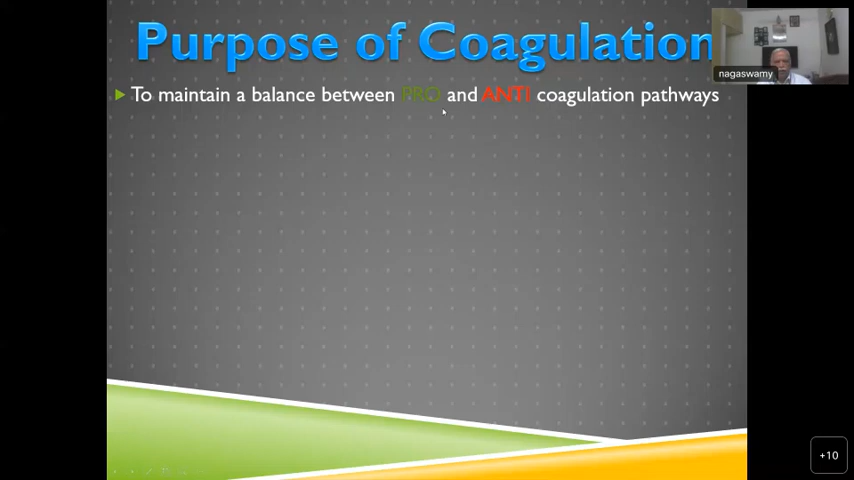 Purpose of Coagulation
nagaswamy
To maintain a balance between PRO and ANTI coagulation pathways
+10